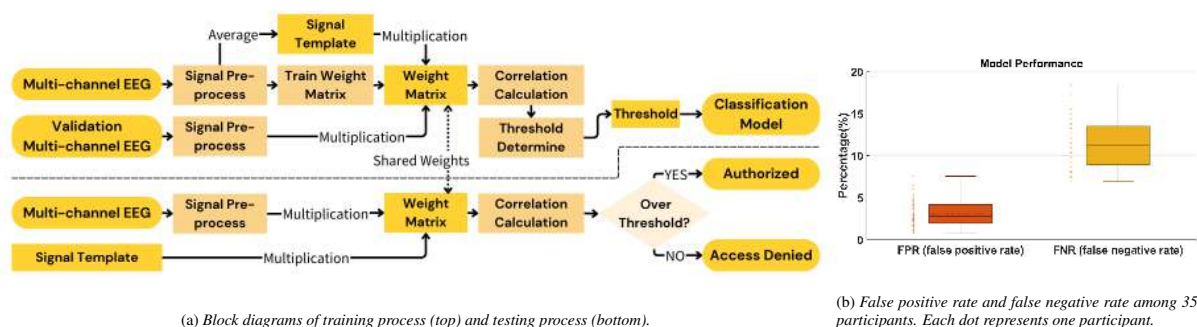 Average
Signal
Template
Multiplication
Multi-channel EEG
Signal Pre-
process
Train Weight
Matrix
Weight
Matrix
Correlation
Calculation
Validation
Multi-channel EEG
Signal Pre-
process
Multiplication
Threshold
Determine
Threshold
Classification
Model
Shared Weights
Multi-channel EEG
Signal Pre-
process
Multiplication
Weight
Matrix
Correlation
Calculation
Over
Threshold?
YES
Authorized
NO
Access Denied
Signal Template
Multiplication
(a) Block diagrams of training process (top) and testing process (bottom).
Model Performance
Percentage(%)
20
15
10
5
0
FPR (false positive rate)
FNR (false negative rate)
(b) False positive rate and false negative rate among 35
participants. Each dot represents one participant.